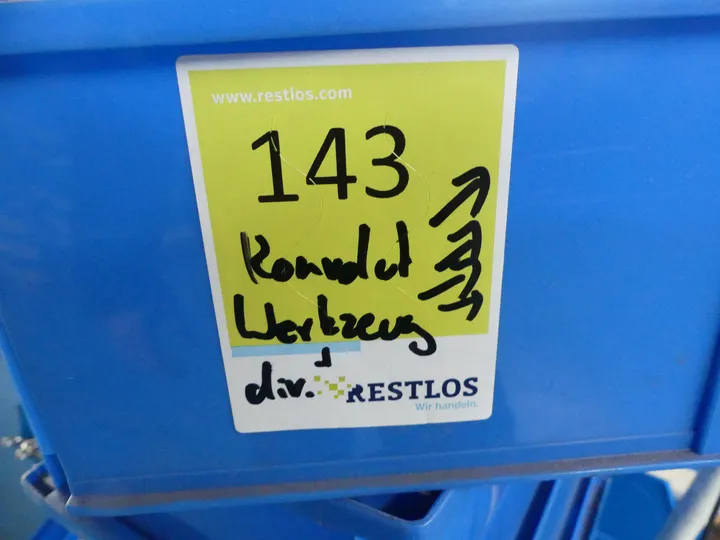 www.restlos.com
143
Konvolut
Werkzeug
div.
RESTLOS
Wir handeln.